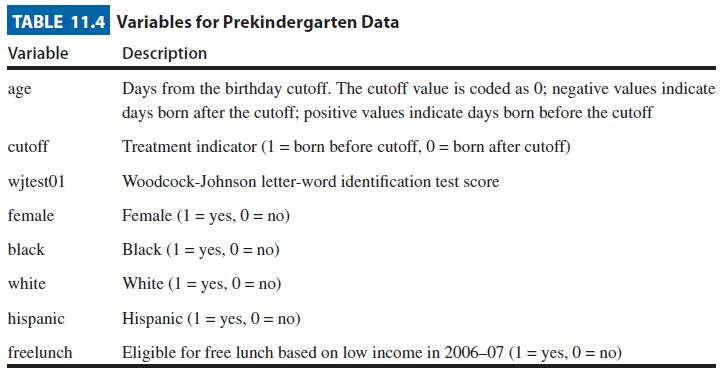 TABLE 11.4 Variables for Prekindergarten Data
Variable Description
age Days from the birthday cutoff. The cutoff value is coded as 0; negative values indicate
days born after the cutoff; positive values indicate days born before the cutoff
cutoff Treatment indicator (1 = born before cutoff, 0 = born after cutoff)
wjtest01 Woodcock-Johnson letter-word identification test score
female Female (1 = yes, 0 = no)
black Black (1 = yes, 0 = no)
white White (1 = yes, 0 = no)
hispanic Hispanic (1 = yes, 0 = no)
freelunch Eligible for free lunch based on low income in 2006–07 (1 = yes, 0 = no)